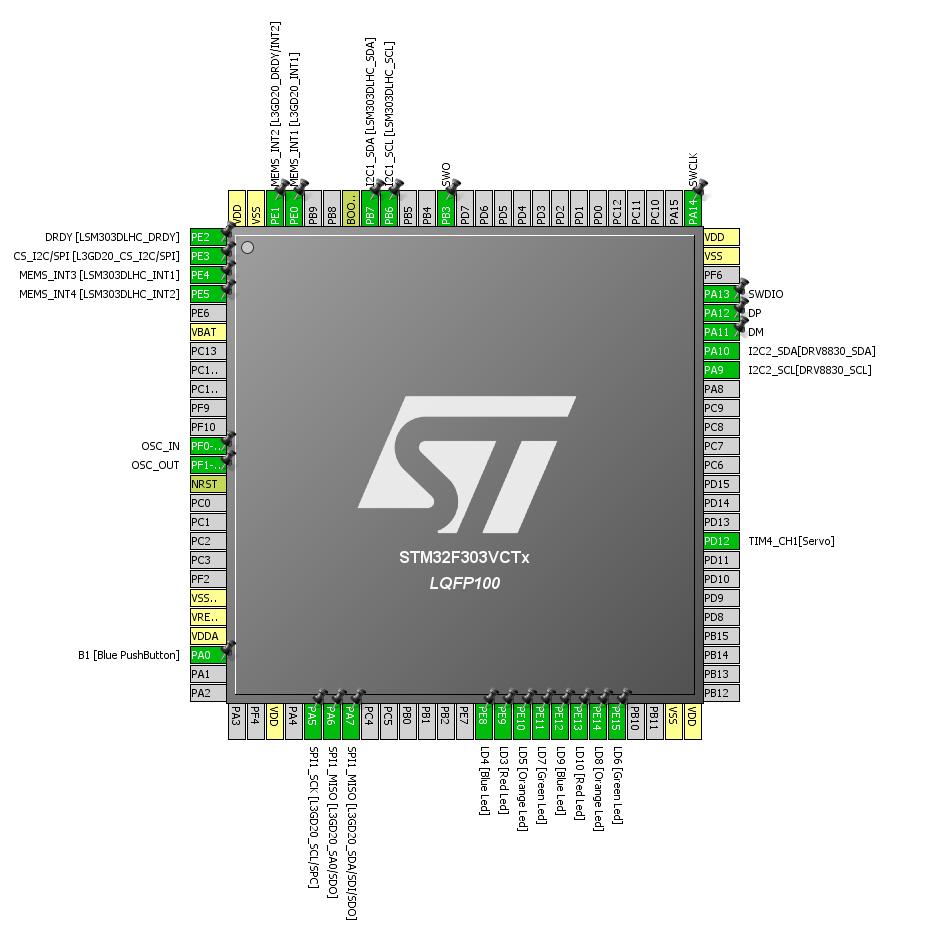 MEMS_INT2 [L3GD20_DRDY/INT2]
MEMS_INT1 [L3GD20_INT1]
I2C1_SDA [LSM303DLHC_SDA]
I2C1_SCL [LSM303DLHC_SCL]
SWO
SWCLK
VDD
VSS
PE1
PE0
PB9
PB8
BOO..
PB7
PB6
PB5
PB4
PB3
PD7
PD6
PD5
PD4
PD3
PD2
PD1
PD0
PC12
PC11
PC10
PA15
PA14
DRDY [LSM303DLHC_DRDY] PE2
CS_I2C/SPI [L3GD20_CS_I2C/SPI] PE3
MEMS_INT3 [LSM303DLHC_INT1] PE4
MEMS_INT4 [LSM303DLHC_INT2] PE5
PE6
VBAT
PC13
PC1..
PC1..
PF9
PF10
OSC_IN PF0-..
OSC_OUT PF1-..
NRST
PC0
PC1
PC2
PC3
PF2
VSS..
VRE..
VDDA
B1 [Blue PushButton] PA0
PA1
PA2
ST
STM32F303VCTx
LQFP100
VDD
VSS
PF6
PA13 SWDIO
PA12 DP
PA11 DM
PA10 I2C2_SDA[DRV8830_SDA]
PA9 I2C2_SCL[DRV8830_SCL]
PA8
PC9
PC8
PC7
PC6
PD15
PD14
PD13
PD12 TIM4_CH1[Servo]
PD11
PD10
PD9
PD8
PB15
PB14
PB13
PB12
PA3
PF4
VDD
PA4
PA5
PA6
PA7
PC4
PC5
PB0
PB1
PB2
PE7
PE8
PE9
PE10
PE11
PE12
PE13
PE14
PE15
PB10
PB11
VSS
VDD
SPI1_SCK [L3GD20_SCL/SPC]
SPI1_MISO [L3GD20_SA0/SDO]
SPI1_MISO [L3GD20_SDA/SDI/SDO]
LD4 [Blue Led]
LD3 [Red Led]
LD5 [Orange Led]
LD7 [Green Led]
LD9 [Blue Led]
LD10 [Red Led]
LD8 [Orange Led]
LD6 [Green Led]